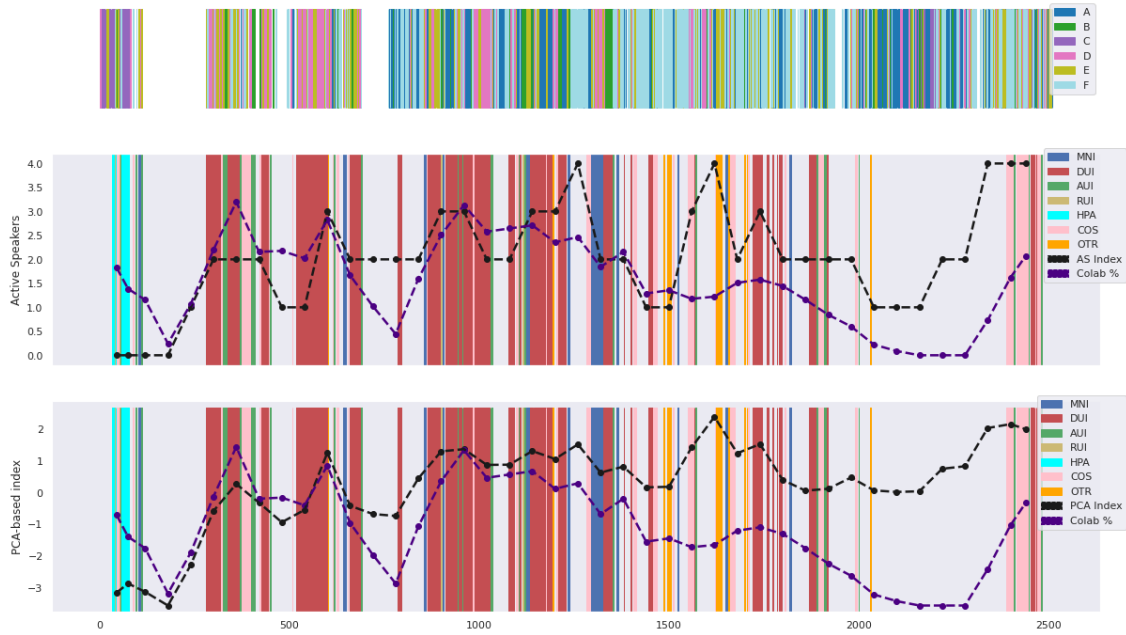 A
B
C
D
E
F
Active Speakers
4.0
3.5
3.0
2.5
2.0
1.5
1.0
0.5
0.0
MNI
DUI
AUI
RUI
HPA
COS
OTR
AS Index
Colab %
PCA-based index
2
1
0
−1
−2
−3
MNI
DUI
AUI
RUI
HPA
COS
OTR
PCA Index
Colab %
0
500
1000
1500
2000
2500